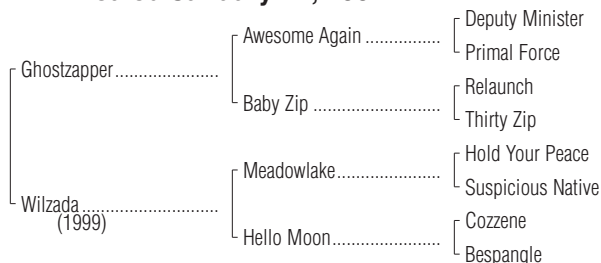 Deputy Minister
Awesome Again ...................
Primal Force
Ghostzapper..........................
Relaunch
Baby Zip ................................
Thirty Zip
Hold Your Peace
Meadowlake..........................
Suspicious Native
Wilzada..................................
(1999)
Cozzene
Hello Moon...........................
Bespangle